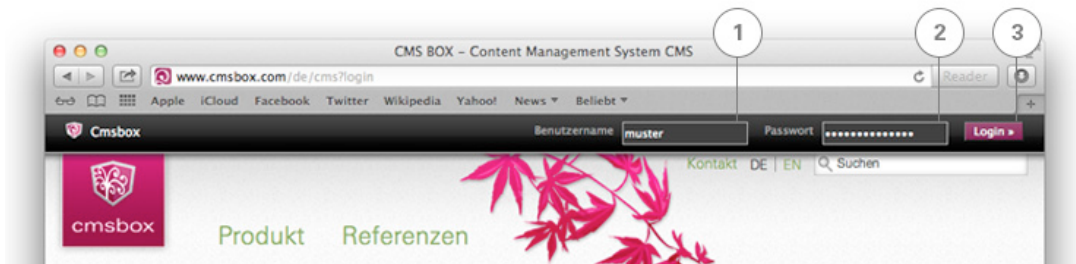 1 2 3
CMS BOX – Content Management System CMS
www.cmsbox.com/de/cms?login Reader
Apple iCloud Facebook Twitter Wikipedia Yahoo! News Beliebt +
Cmsbox Benutzername muster Passwort •••••••••••••• Login »
Kontakt DE | EN Suchen
cmsbox
Produkt Referenzen